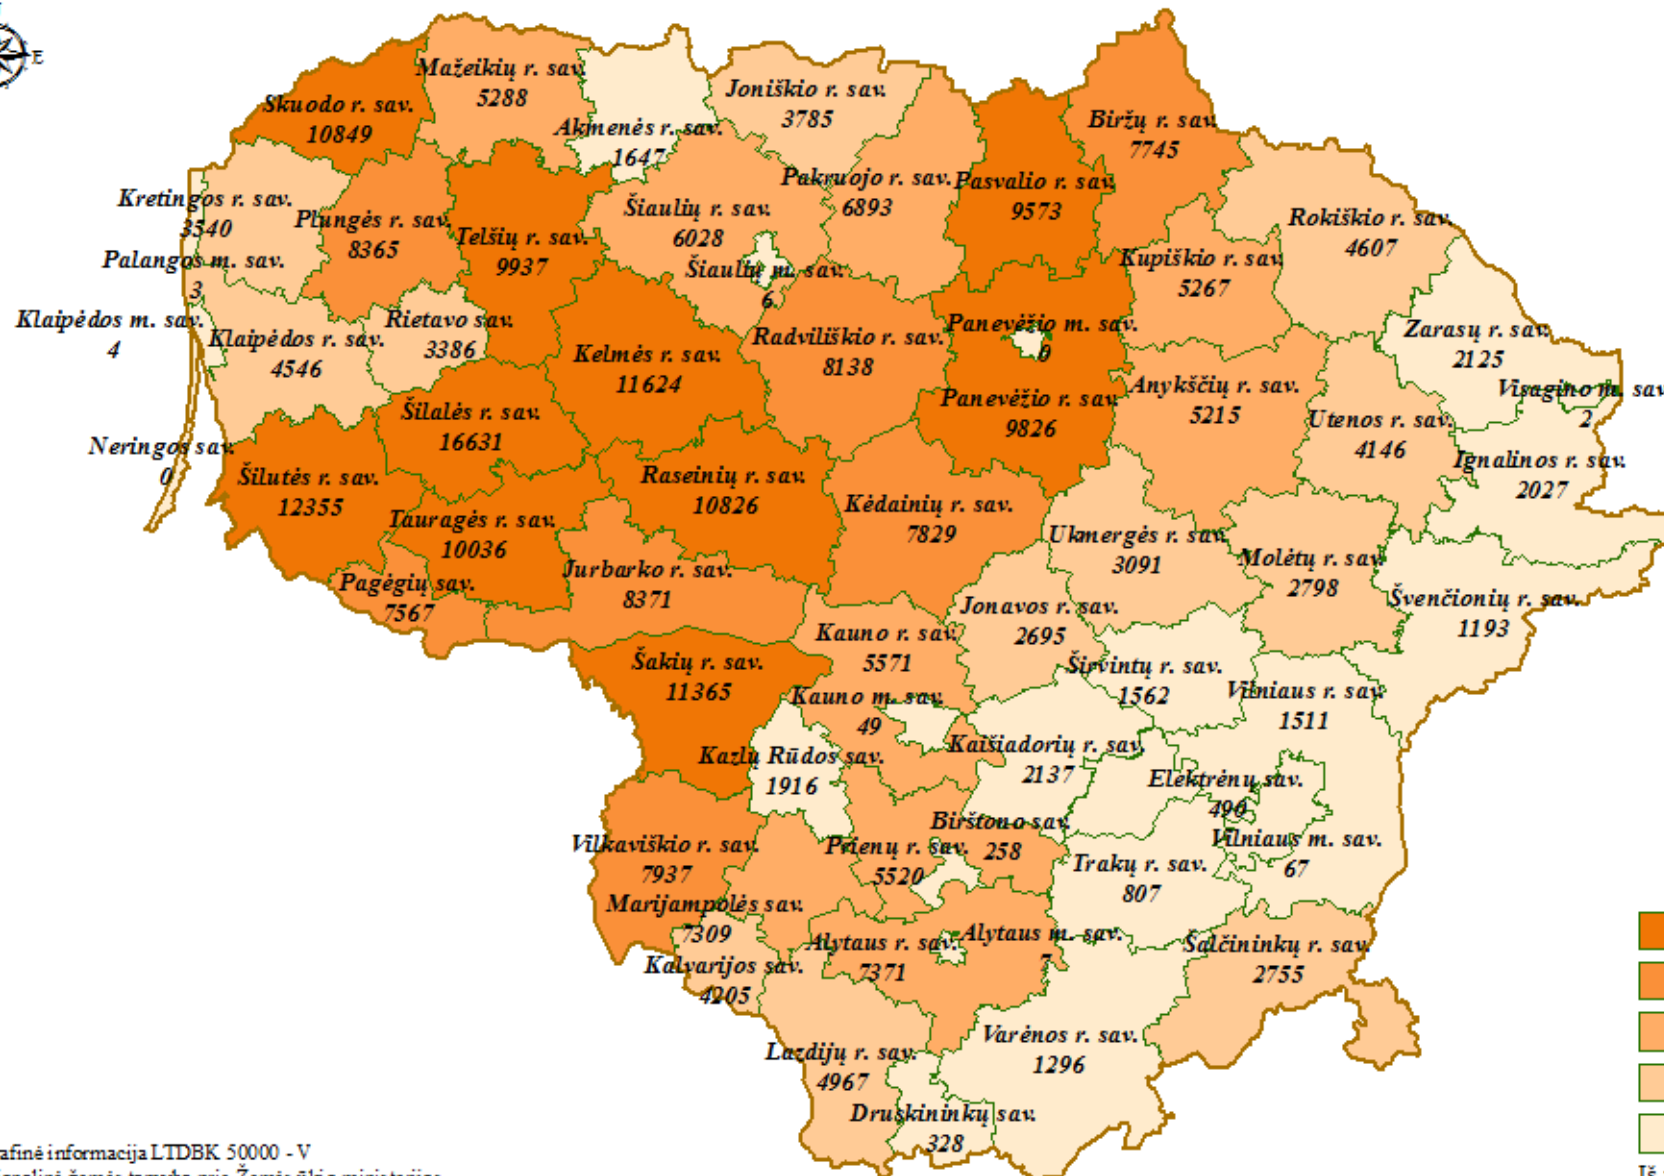 E
Mažeikių r. sav.
5288
Skuodo r. sav.
10849
Akmenės r. sav.
1647
Joniškio r. sav.
3785
Biržų r. sav.
7745
Pakruojo r. sav.
6893
Pasvalio r. sav.
9573
Kretingos r. sav.
3540
Plungės r. sav.
8365
Telšių r. sav.
9937
Šiaulių r. sav.
6028
Šiaulių m. sav.
6
Rokiškio r. sav.
4607
Kupiškio r. sav.
5267
Palangos m. sav.
3
Klaipėdos m. sav.
4
Klaipėdos r. sav.
4546
Rietavo sav.
3386
Kelmės r. sav.
11624
Radviliškio r. sav.
8138
Panevėžio m. sav.
0
Zarasų r. sav.
2125
Visagino m. sav
2
Panevėžio r. sav.
9826
Anykščių r. sav.
5215
Utenos r. sav.
4146
Ignalinos r. sav.
2027
Šilalės r. sav.
16631
Neringos sav.
0
Šilutės r. sav.
12355
Raseinių r. sav.
10826
Kėdainių r. sav.
7829
Tauragės r. sav.
10036
Ukmergės r. sav.
3091
Molėtų r. sav.
2798
Švenčionių r. sav.
1193
Pagėgių sav.
7567
Jurbarko r. sav.
8371
Jonavos r. sav.
2695
Kauno r. sav.
5571
Širvintų r. sav.
1562
Šakių r. sav.
11365
Kauno m. sav.
49
Vilniaus r. sav.
1511
Kazlų Rūdos sav.
1916
Kaišiadorių r. sav.
2137
Elektrėnų sav.
490
Birštono sav.
258
Vilkaviškio r. sav.
7937
Prienų r. sav.
5520
Trakų r. sav.
807
Vilniaus m. sav.
67
Marijampolės sav.
7309
Alytaus r. sav.
7371
Alytaus m. sav.
7
Šalčininkų r. sav.
2755
Kalvarijos sav.
4205
Lazdijų r. sav.
4967
Varėnos r. sav.
1296
Druskininkų sav.
328
afinė informacija LTDBK 50000 - V